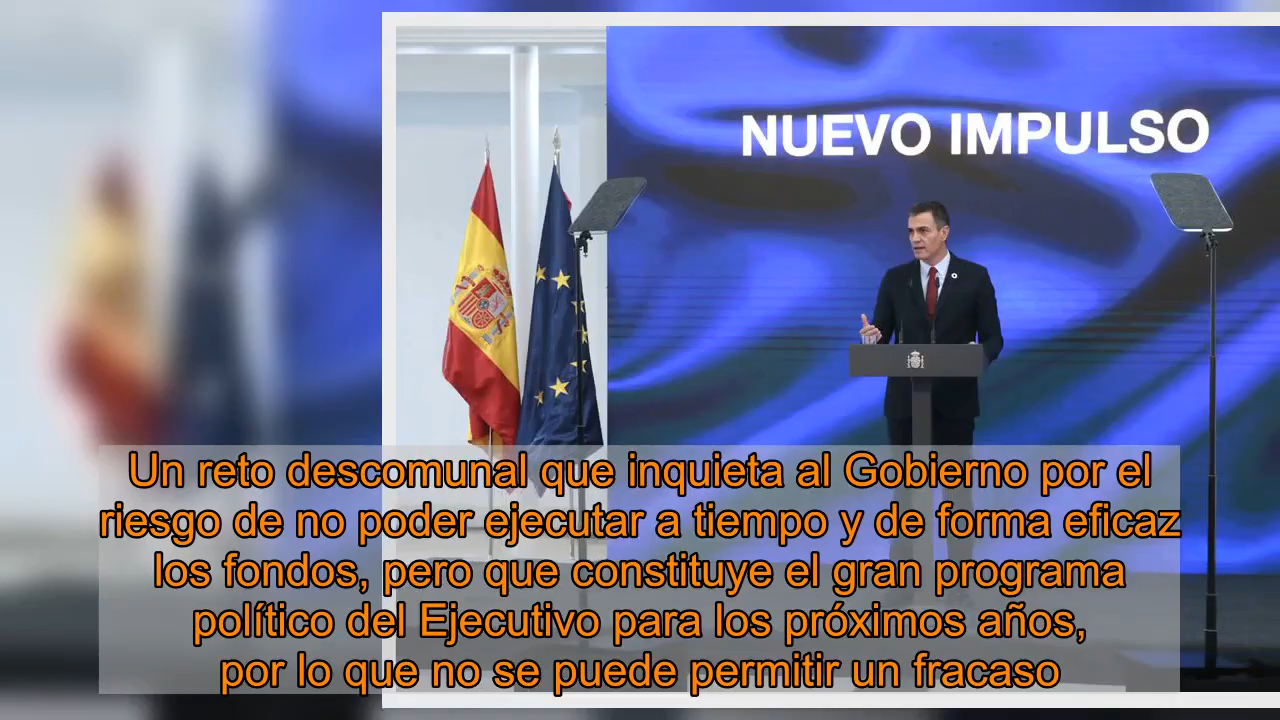 NUEVO IMPULSO
Un reto descomunal que inquieta al Gobierno por el
riesgo de no poder ejecutar a tiempo y de forma eficaz
los fondos, pero que constituye el gran programa
político del Ejecutivo para los próximos años,
por lo que no se puede permitir un fracaso